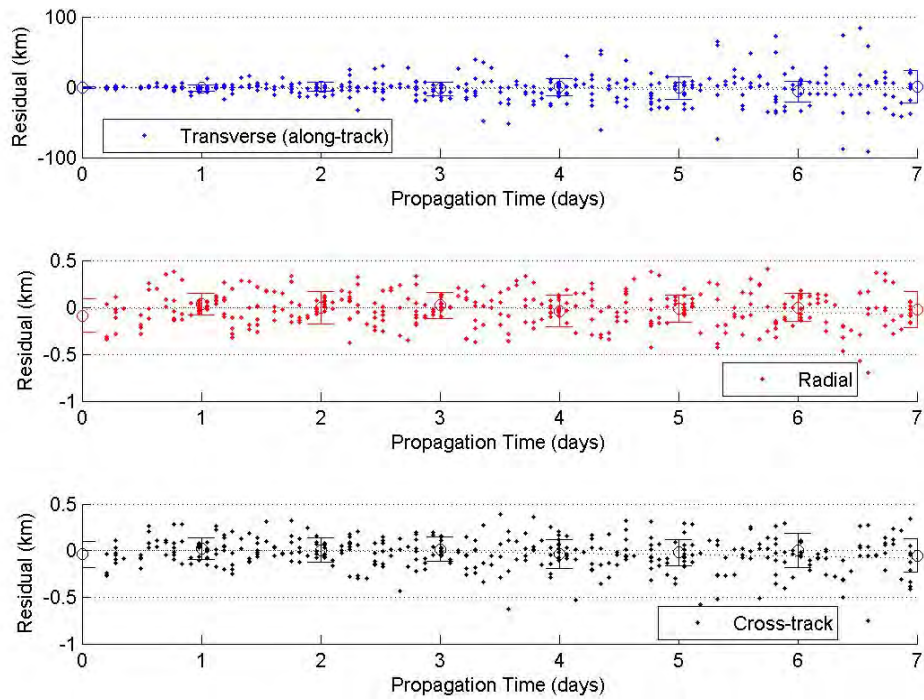 100
Residual (km)
0
Transverse (along-track)
-100
0 1 2 3 4 5 6 7
Propagation Time (days)
0.5
Residual (km)
0
-0.5
Radial
-1
0 1 2 3 4 5 6 7
Propagation Time (days)
0.5
Residual (km)
0
-0.5
Cross-track
-1
0 1 2 3 4 5 6 7
Propagation Time (days)